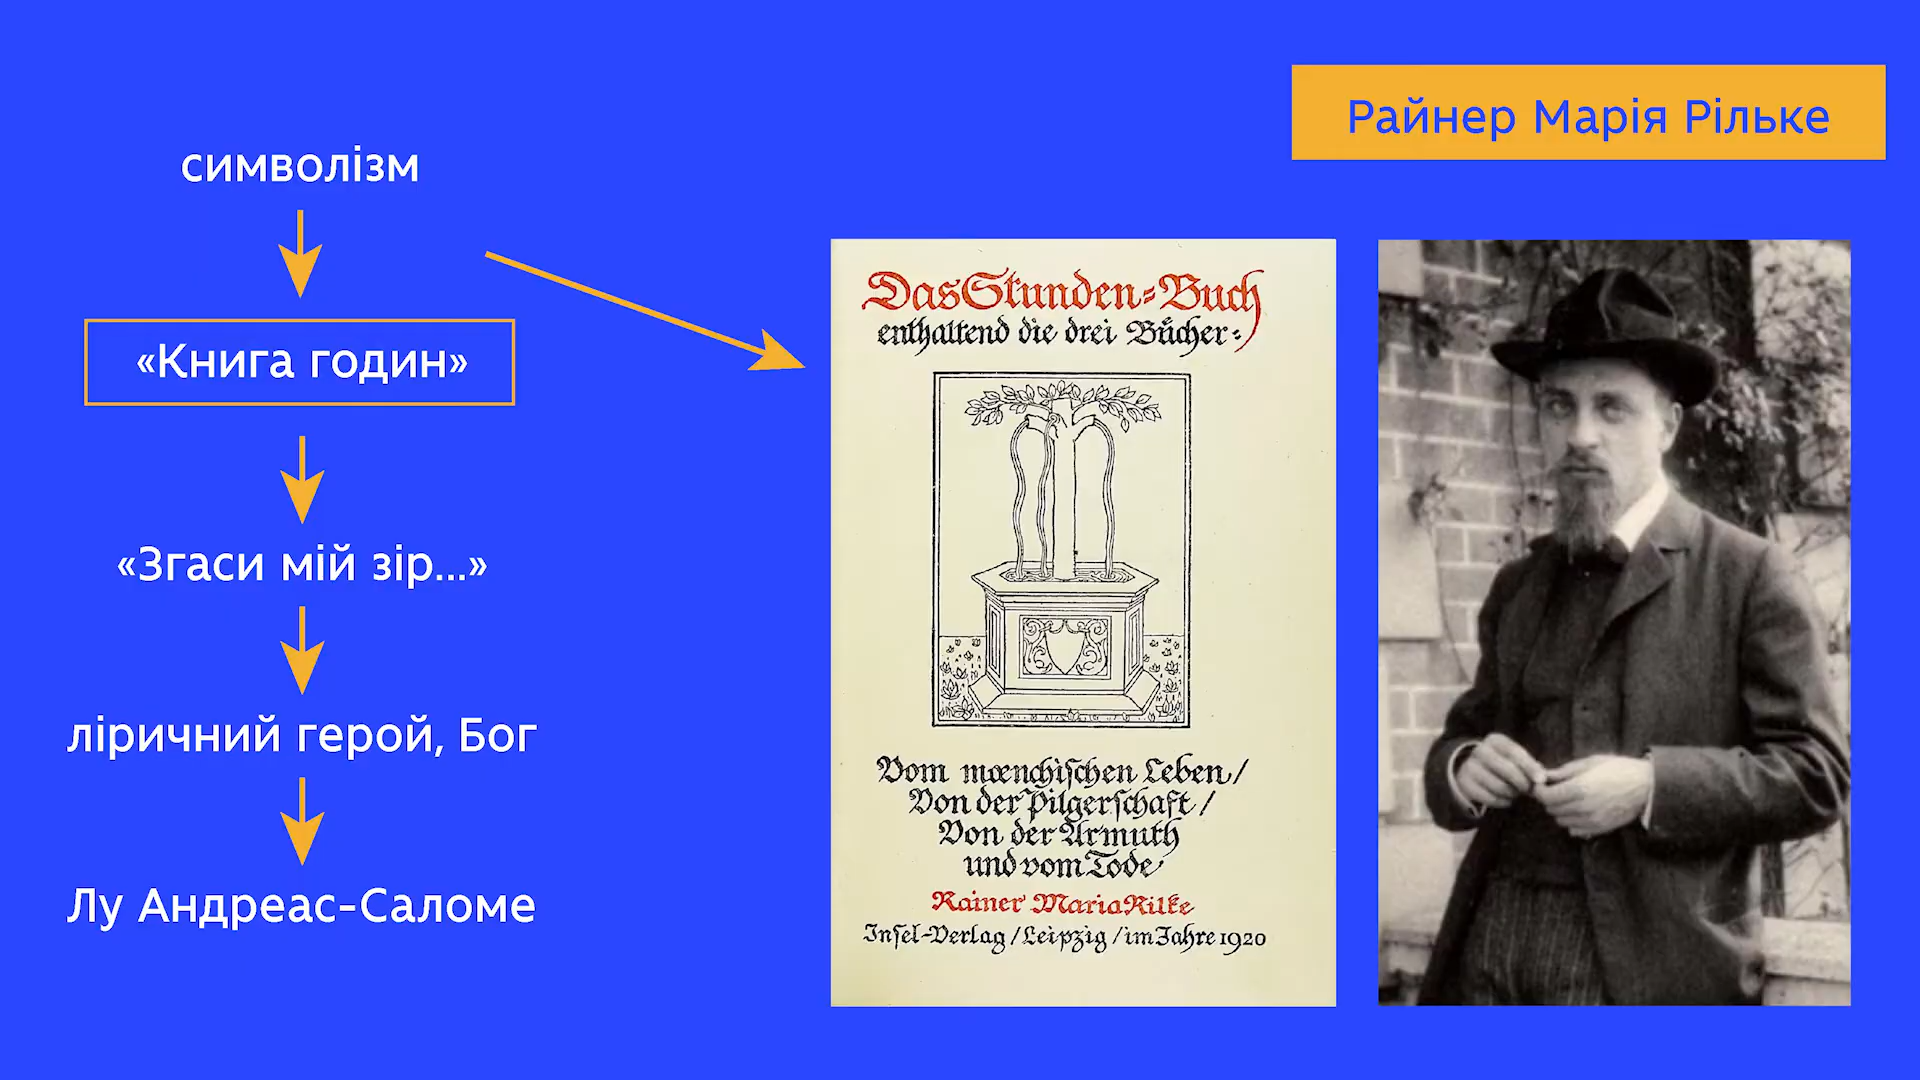 Райнер Марія Рільке
символізм
«Книга годин»
«Згаси мій зір...»
ліричний герой, Бог
Лу Андреас-Саломе
Das Stunden=Buch
enthaltend die drei Bücher:
Vom mœnchischen Leben/
Von der Pilgerschaft/
Von der Armuth
und vom Tode
Rainer Maria Rilke
Insel-Verlag/Leipzig/im Jahre 1920